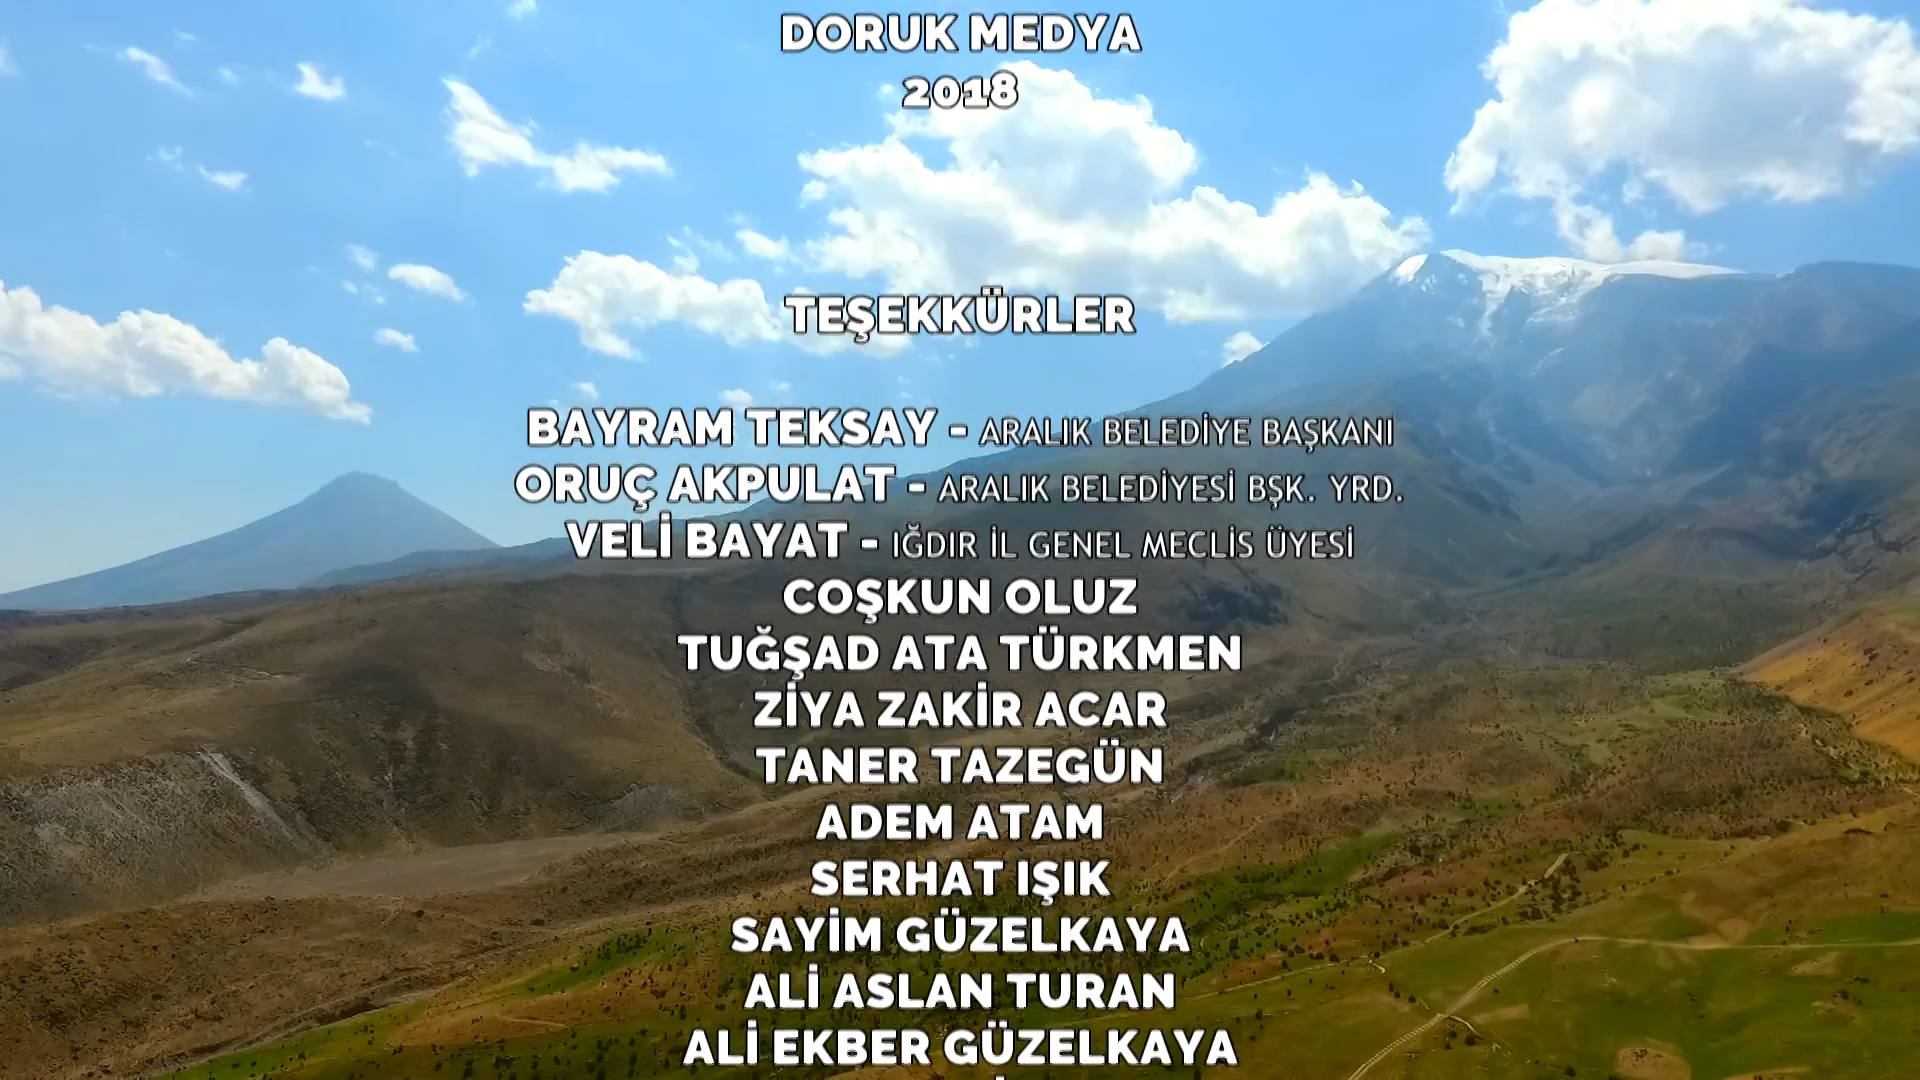 DORUK MEDYA
2018
TEŞEKKÜRLER
BAYRAM TEKSAY - ARALIK BELEDİYE BAŞKANI
ORUÇ AKPULAT - ARALIK BELEDİYESİ BŞK. YRD.
VELİ BAYAT - IĞDIR İL GENEL MECLİS ÜYESİ
COŞKUN OLUZ
TUĞŞAD ATA TÜRKMEN
ZİYA ZAKİR ACAR
TANER TAZEGÜN
ADEM ATAM
SERHAT IŞIK
SAYİM GÜZELKAYA
ALİ ASLAN TURAN
ALİ EKBER GÜZELKAYA